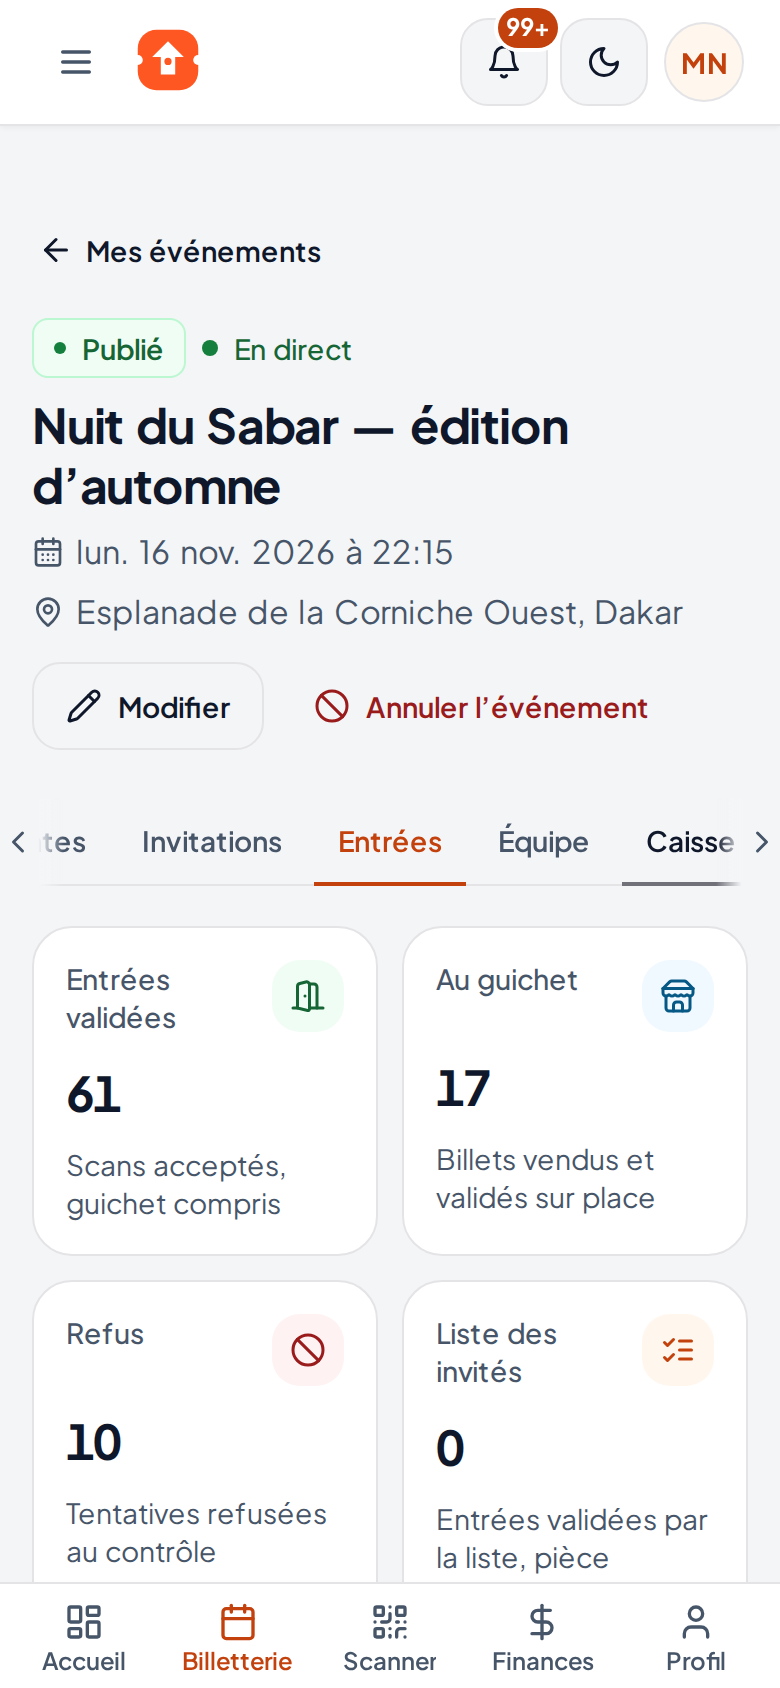 99+
MN
Mes événements
Publié
En direct
Nuit du Sabar — édition
d’automne
lun. 16 nov. 2026 à 22:15
Esplanade de la Corniche Ouest, Dakar
Modifier
Annuler l’événement
tes
Invitations
Entrées
Équipe
Caisse
Entrées
validées
61
Scans acceptés,
guichet compris
Au guichet
17
Billets vendus et
validés sur place
Refus
10
Tentatives refusées
au contrôle
Liste des
invités
0
Entrées validées par
la liste, pièce
Accueil
Billetterie
Scanner
Finances
Profil